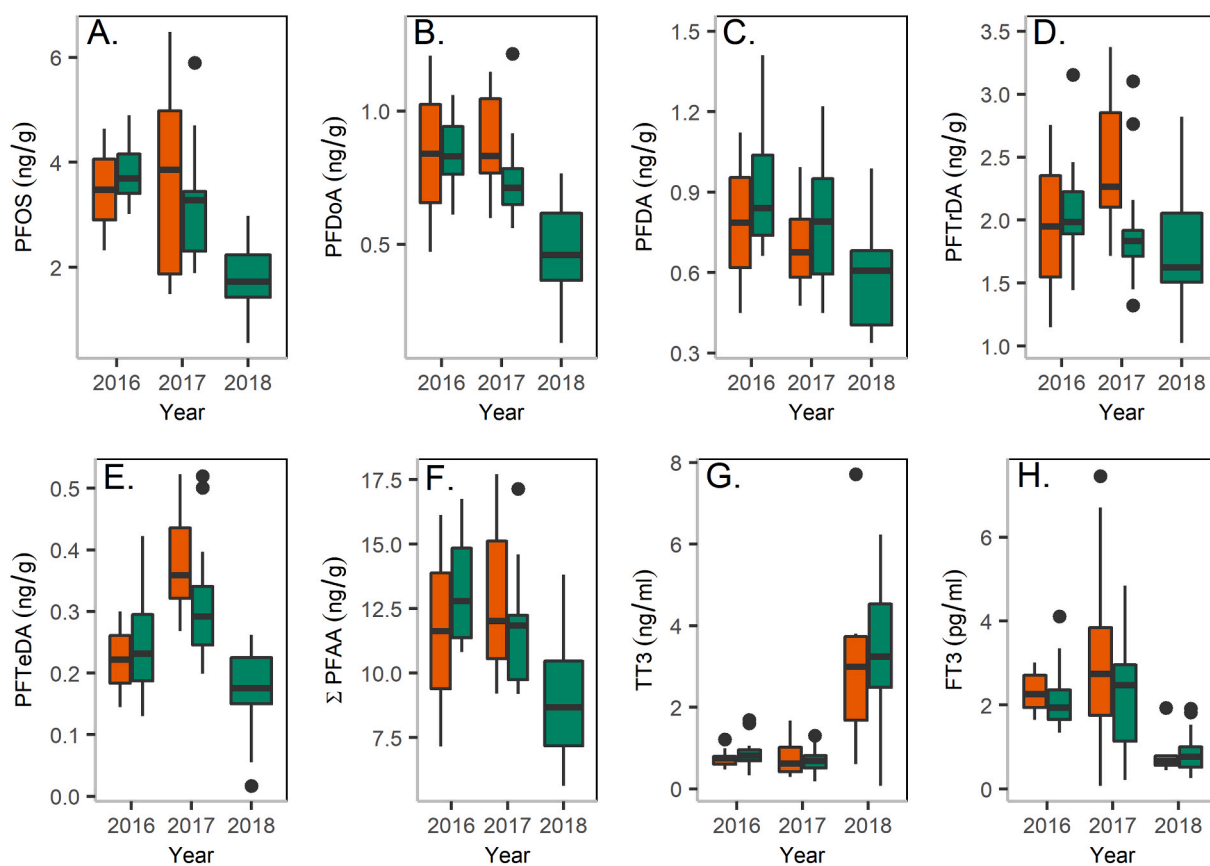 A.
PFOS (ng/g)
6
4
2
2016 2017 2018
Year
B.
PFDoA (ng/g)
1.0
0.5
2016 2017 2018
Year
C.
PFDA (ng/g)
1.5
1.2
0.9
0.6
0.3
2016 2017 2018
Year
D.
PFTrDA (ng/g)
3.5
3.0
2.5
2.0
1.5
1.0
2016 2017 2018
Year
E.
PFTeDA (ng/g)
0.5
0.4
0.3
0.2
0.1
0.0
2016 2017 2018
Year
F.
Σ PFAA (ng/g)
17.5
15.0
12.5
10.0
7.5
2016 2017 2018
Year
G.
TT3 (ng/ml)
8
6
4
2
0
2016 2017 2018
Year
H.
FT3 (pg/ml)
6
4
2
0
2016 2017 2018
Year